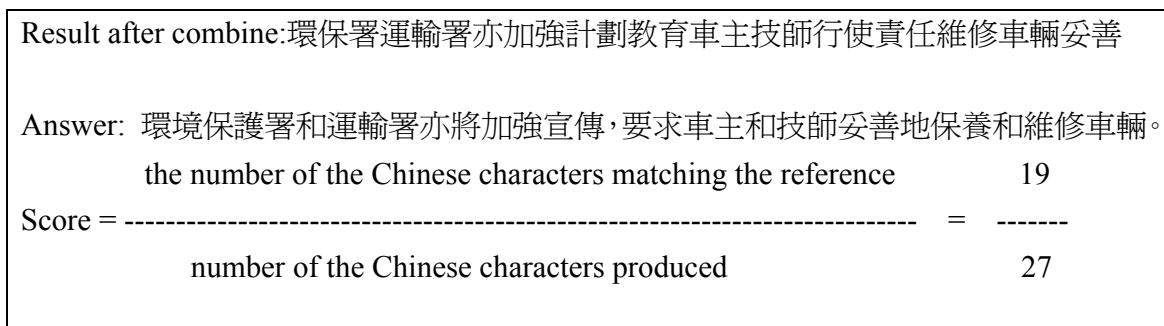 Result after combine:環保署運輸署亦加強計劃教育車主技師行使責任維修車輛妥善
Answer: 環境保護署和運輸署亦將加強宣傳，要求車主和技師妥善地保養和維修車輛。
the number of the Chinese characters matching the reference 19
Score = ----------------------------------------------------------------------------- = -------
number of the Chinese characters produced 27